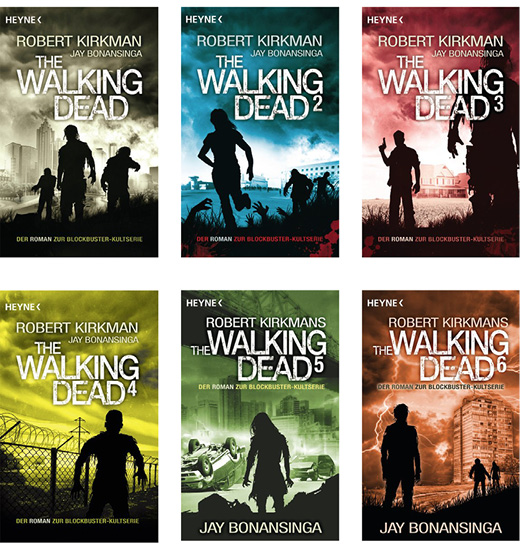 HEYNE<
ROBERT KIRKMAN
JAY BONANSINGA
THE
WALKING
DEAD
DER ROMAN ZUR BLOCKBUSTER-KULTSERIE
HEYNE<
ROBERT KIRKMAN
JAY BONANSINGA
THE
WALKING
DEAD 2
DER ROMAN ZUR BLOCKBUSTER-KULTSERIE
HEYNE<
ROBERT KIRKMAN
JAY BONANSINGA
THE
WALKING
DEAD 3
DER ROMAN ZUR BLOCKBUSTER-KULTSERIE
HEYNE<
ROBERT KIRKMAN
JAY BONANSINGA
THE
WALKING
DEAD 4
DER ROMAN ZUR BLOCKBUSTER-KULTSERIE
HEYNE<
ROBERT KIRKMANS
THE WALKING
DEAD 5
DER ROMAN ZUR BLOCKBUSTER-KULTSERIE
JAY BONANSINGA
HEYNE<
ROBERT KIRKMANS
THE WALKING
DEAD 6
DER ROMAN ZUR BLOCKBUSTER-KULTSERIE
JAY BONANSINGA